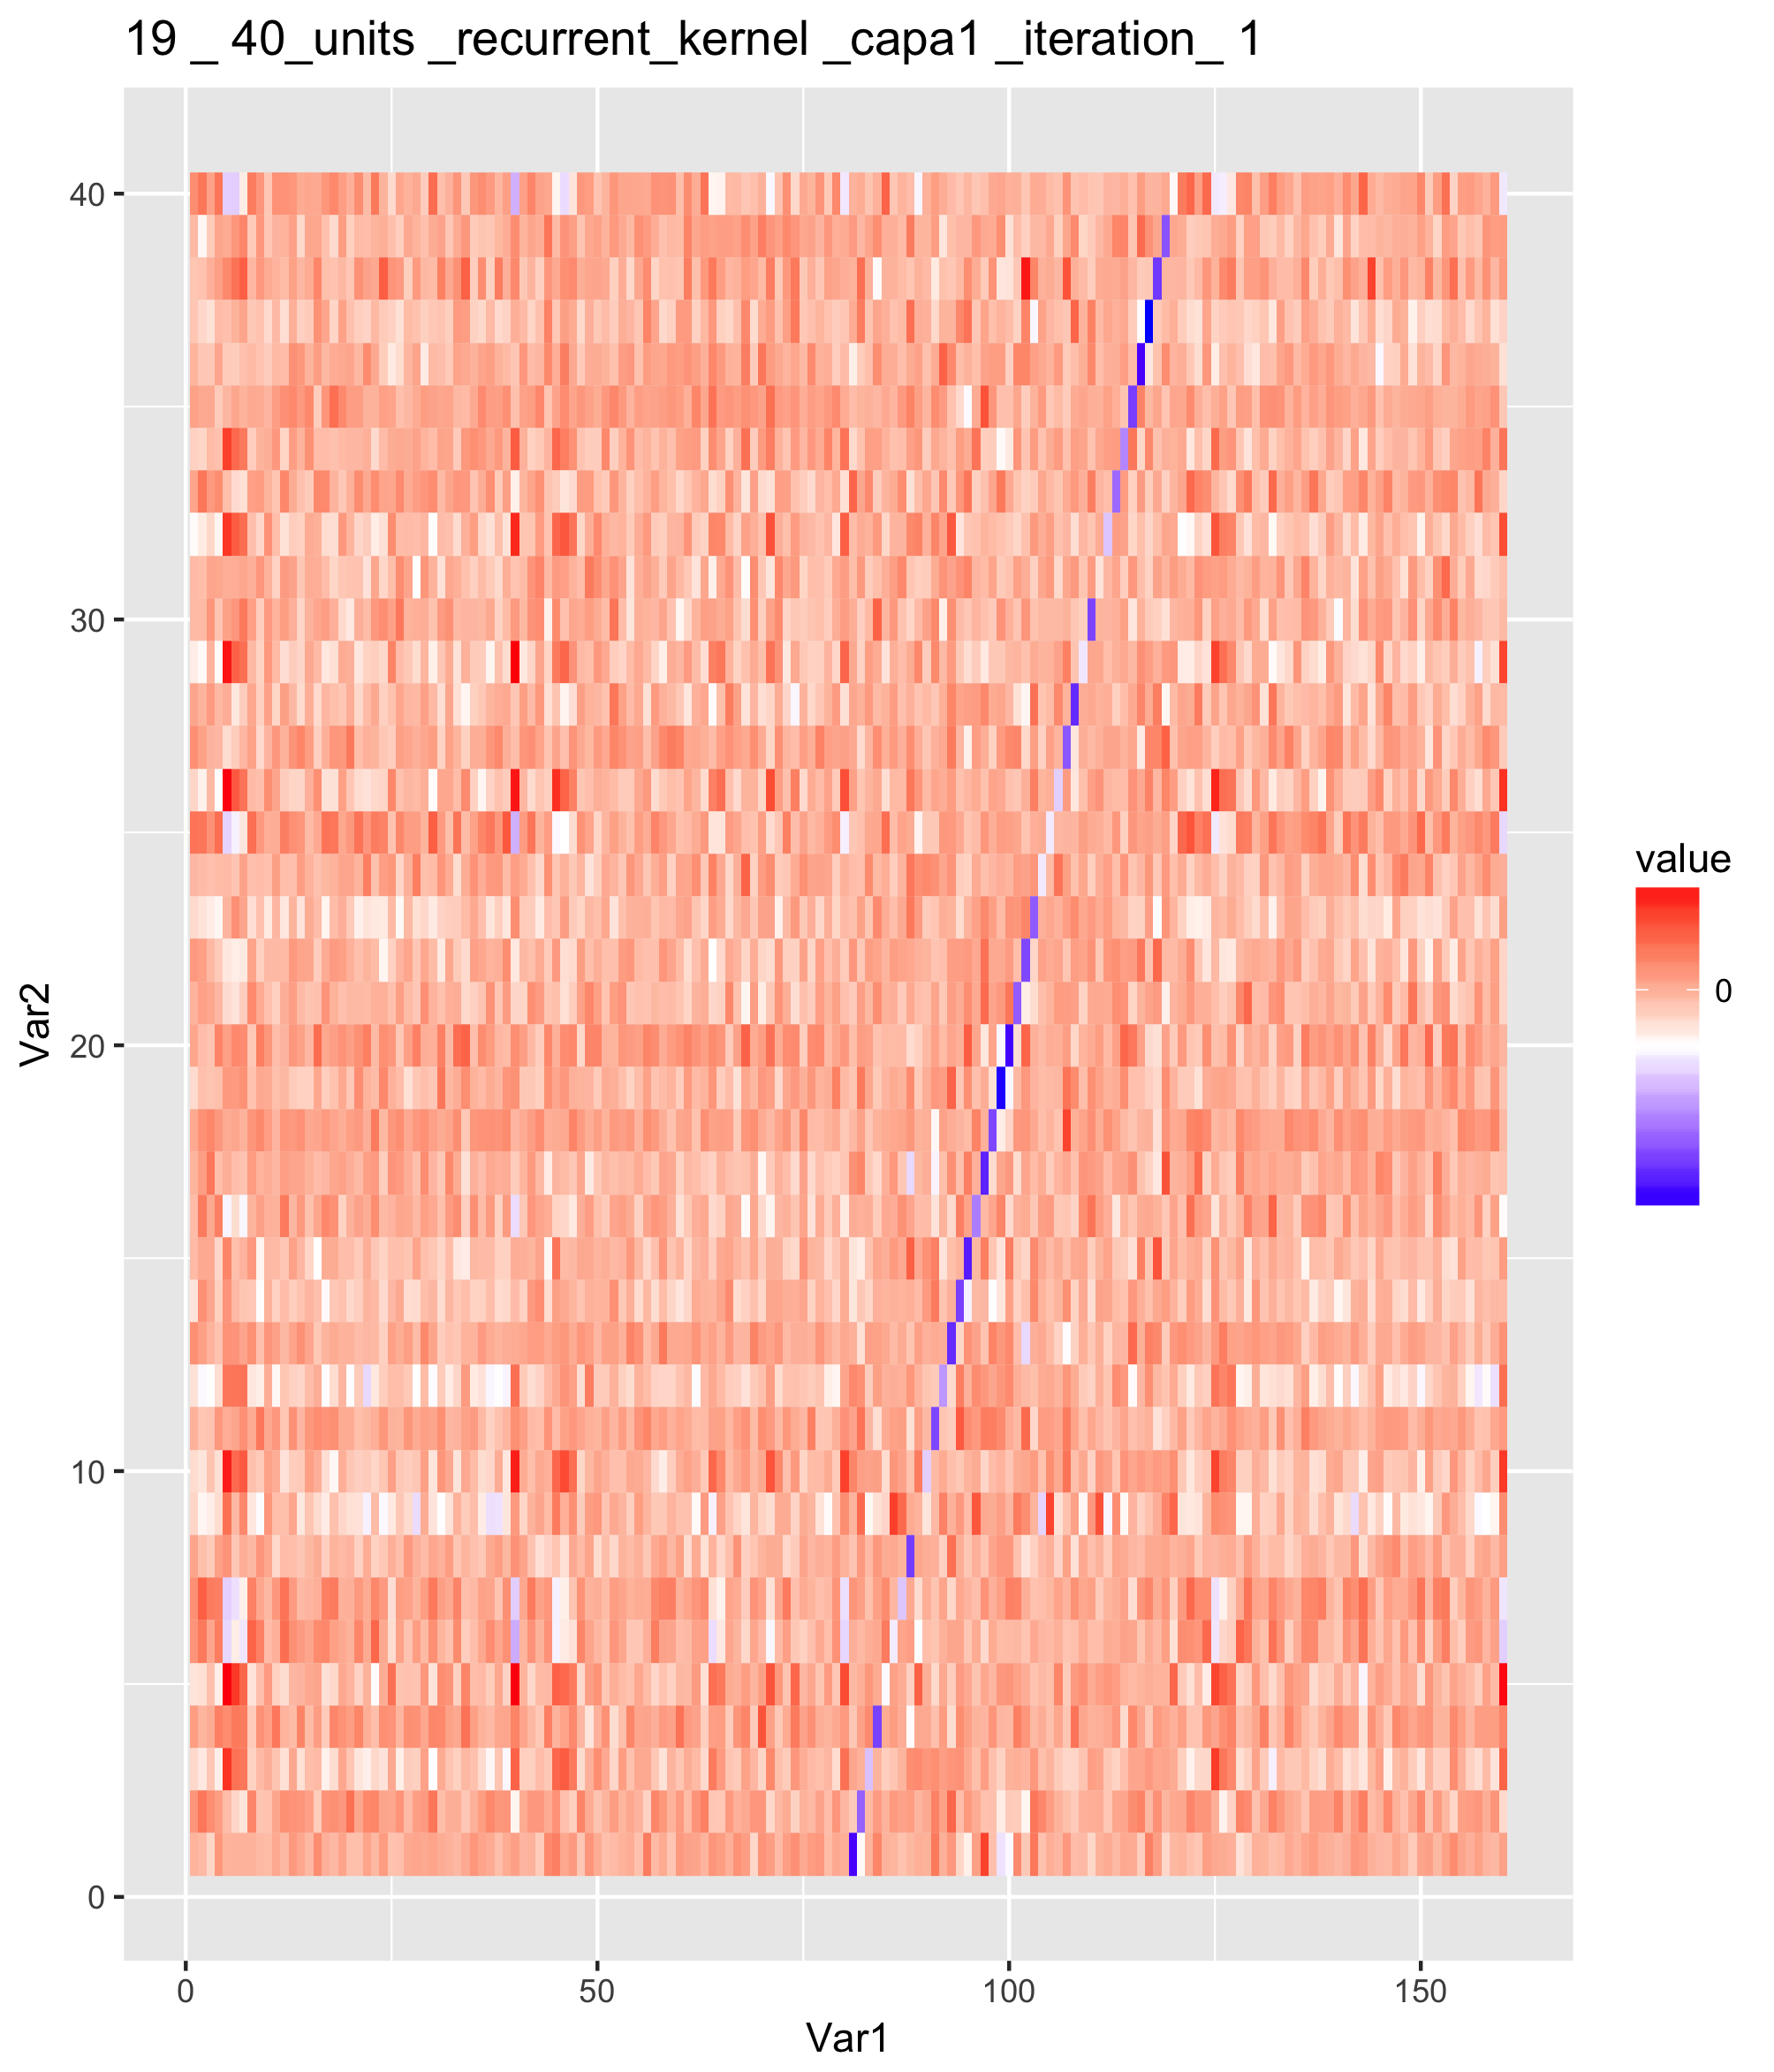 19 _ 40_units _recurrent_kernel _capa1 _iteration_ 1
40
30
20
10
0
Var2
0 50 100 150
Var1
value
0